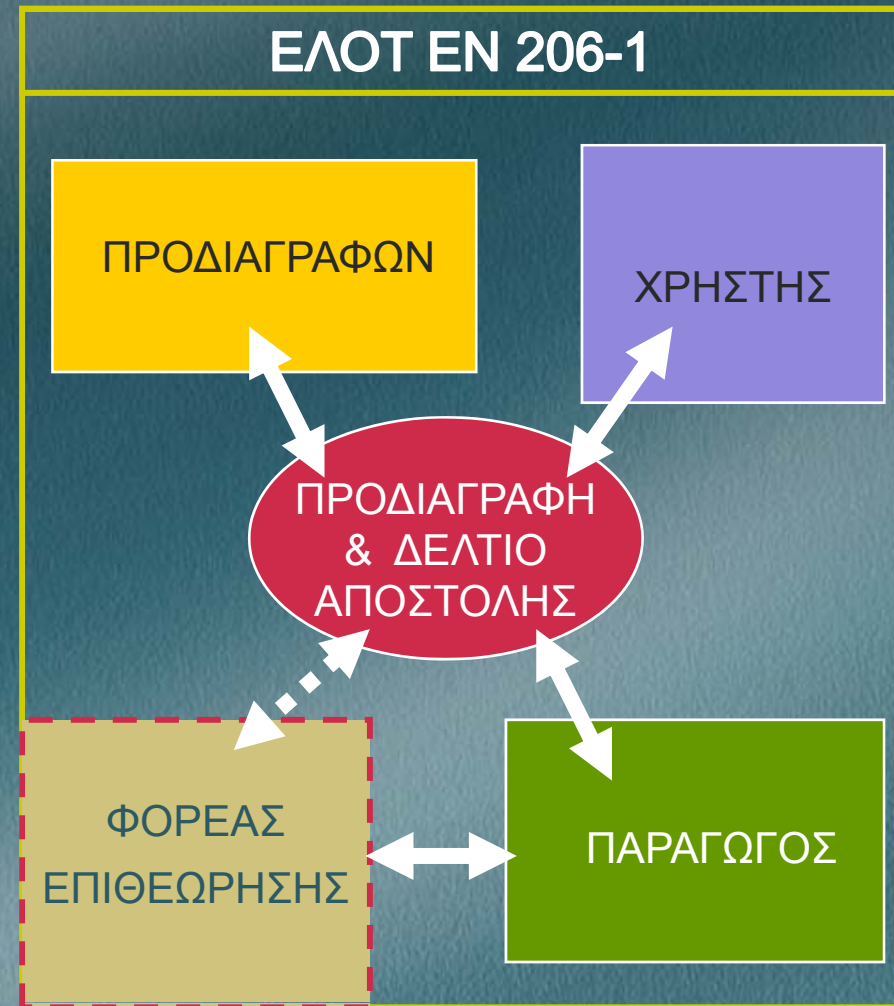 ΕΛΟΤ ΕΝ 206-1
ΠΡΟΔΙΑΓΡΑΦΩΝ
ΧΡΗΣΤΗΣ
ΠΡΟΔΙΑΓΡΑΦΗ
& ΔΕΛΤΙΟ
ΑΠΟΣΤΟΛΗΣ
ΦΟΡΕΑΣ
ΕΠΙΘΕΩΡΗΣΗΣ
ΠΑΡΑΓΩΓΟΣ